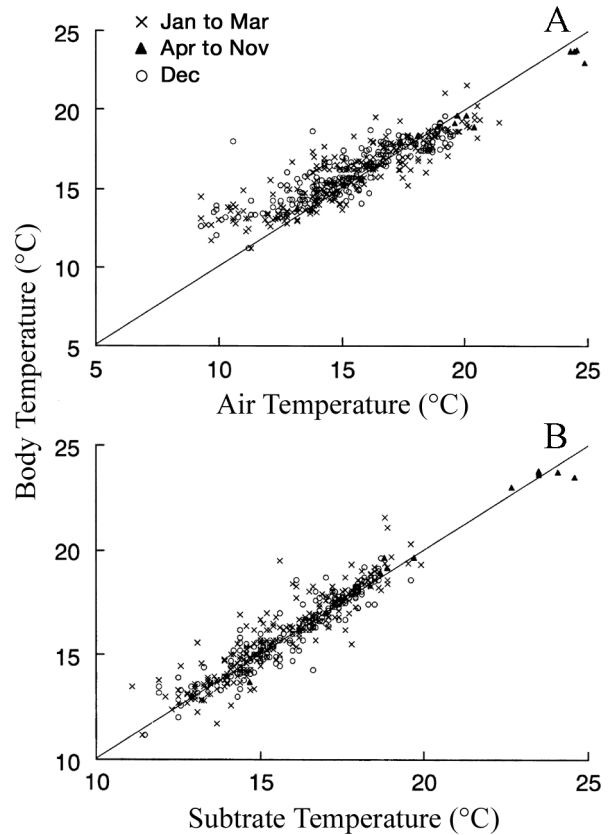 A
× Jan to Mar
▲ Apr to Nov
○ Dec
25
20
15
10
5
5 10 15 20 25
Air Temperature (°C)
Body Temperature (°C)
B
25
20
15
10
10 15 20 25
Subtrate Temperature (°C)